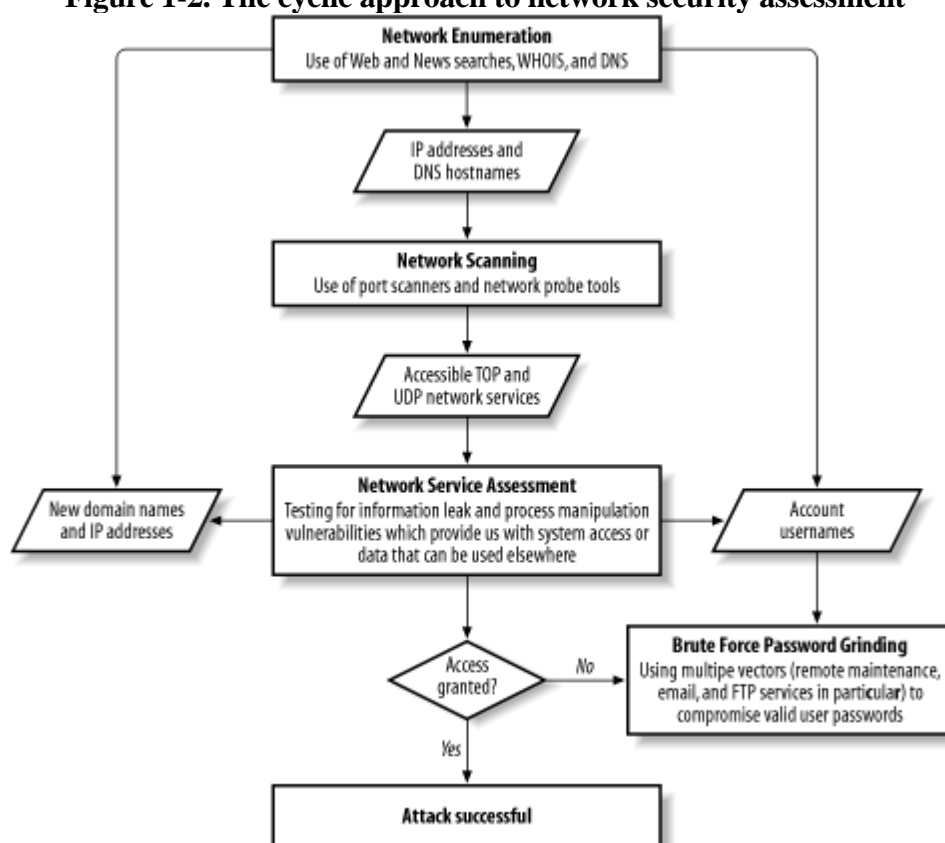 Figure 1-2. The cyclic approach to network security assessment
Network Enumeration
Use of Web and News searches, WHOIS, and DNS
IP addresses and
DNS hostnames
Network Scanning
Use of port scanners and network probe tools
Accessible TOP and
UDP network services
New domain names
and IP addresses
Network Service Assessment
Testing for information leak and process manipulation
vulnerabilities which provide us with system access or
data that can be used elsewhere
Account
usernames
Access
granted?
No
Brute Force Password Grinding
Using multipe vectors (remote maintenance,
email, and FTP services in particular) to
compromise valid user passwords
Yes
Attack successful